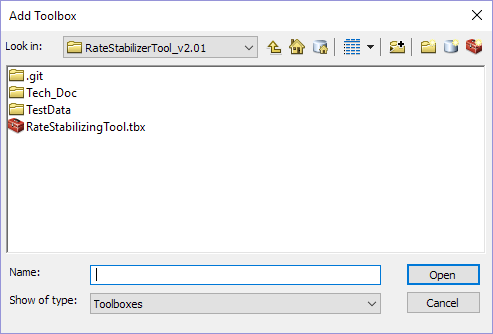 Add Toolbox
Look in: RateStabilizerTool_v2.01
.git
Tech_Doc
TestData
RateStabilizingTool.tbx
Name: Open
Show of type: Toolboxes Cancel